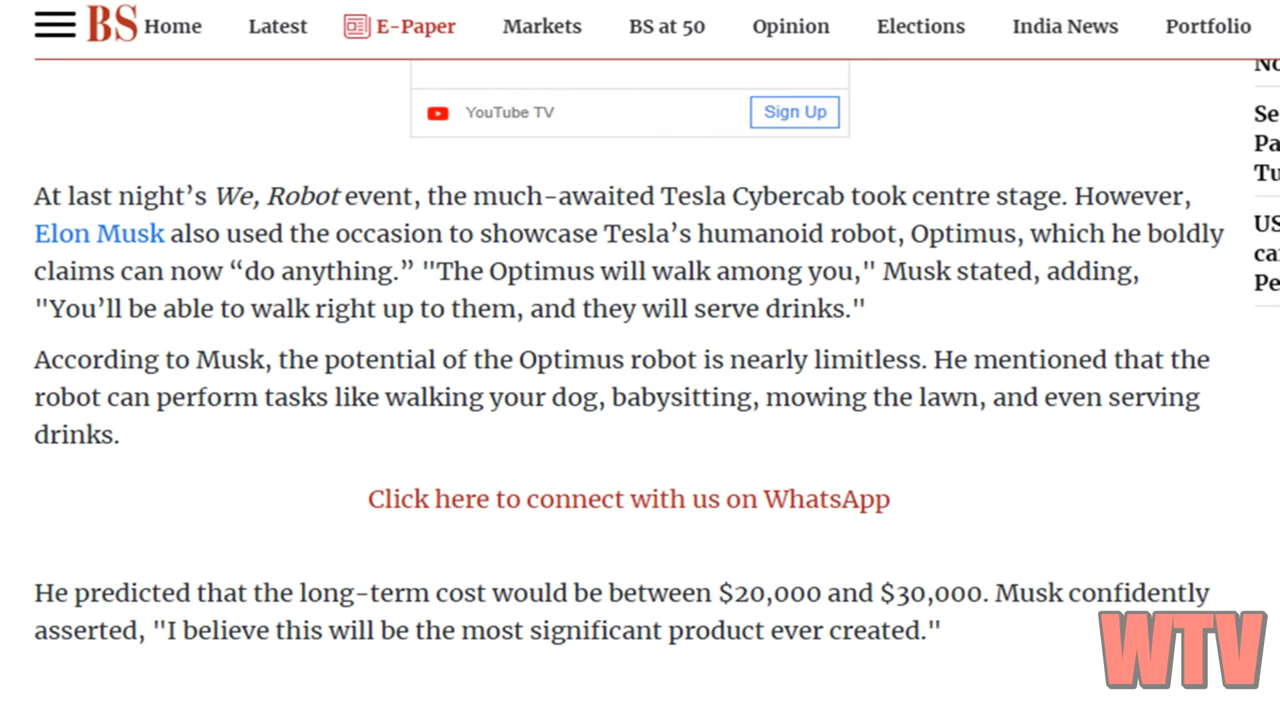 BS Home Latest E-Paper Markets BS at 50 Opinion Elections India News Portfolio
YouTube TV Sign Up
At last night’s We, Robot event, the much-awaited Tesla Cybercab took centre stage. However,
Elon Musk also used the occasion to showcase Tesla’s humanoid robot, Optimus, which he boldly
claims can now “do anything.” "The Optimus will walk among you," Musk stated, adding,
"You’ll be able to walk right up to them, and they will serve drinks."
According to Musk, the potential of the Optimus robot is nearly limitless. He mentioned that the
robot can perform tasks like walking your dog, babysitting, mowing the lawn, and even serving
drinks.
Click here to connect with us on WhatsApp
He predicted that the long-term cost would be between $20,000 and $30,000. Musk confidently
asserted, "I believe this will be the most significant product ever created."
WTV
Se
Pa
Tu
US
ca
Pe